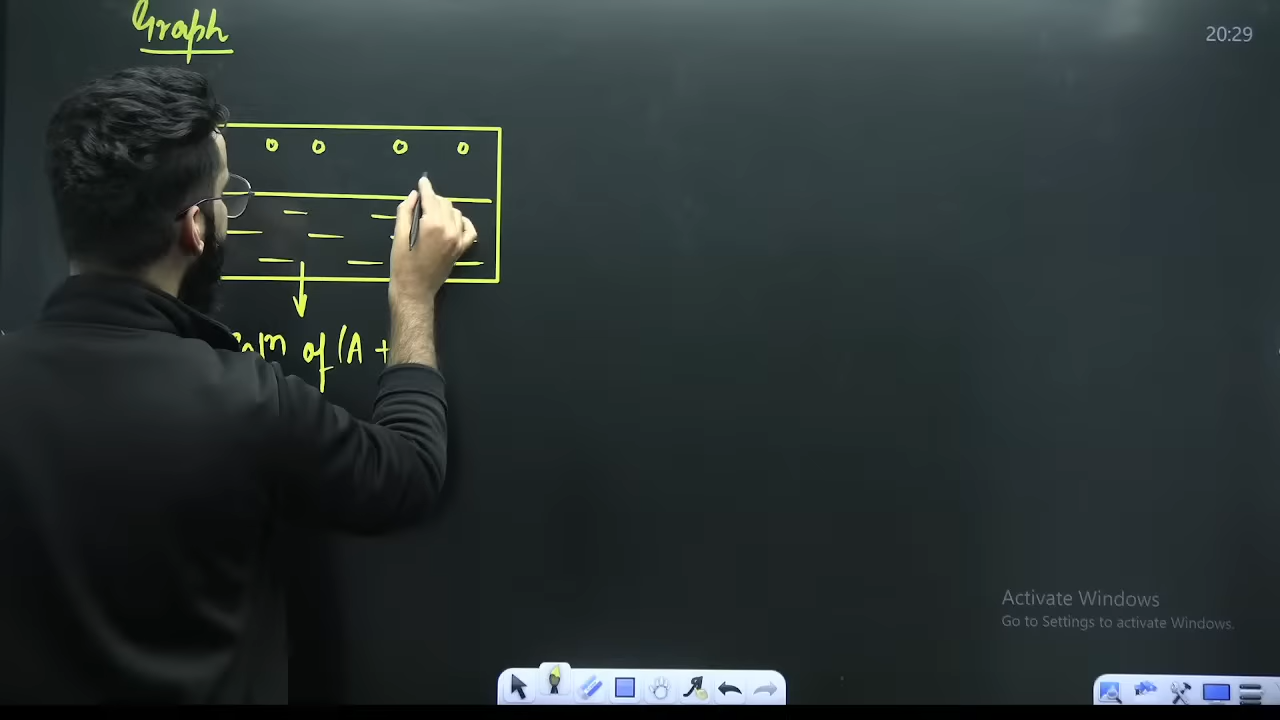 Graph
20:29
of (A +
Activate Windows
Go to Settings to activate Windows.